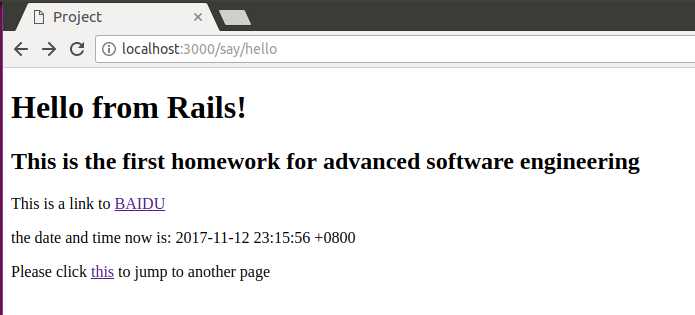 Project
localhost:3000/say/hello
Hello from Rails!
This is the first homework for advanced software engineering
This is a link to BAIDU
the date and time now is: 2017-11-12 23:15:56 +0800
Please click this to jump to another page